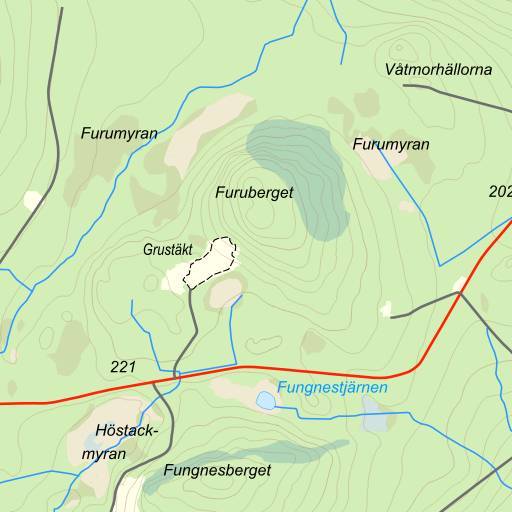 Våtmorhällorna
Furumyran
Furumyran
Furuberget
202
Grustäkt
221
Fungnestjärnen
Höstack-
myran
Fungnesberget